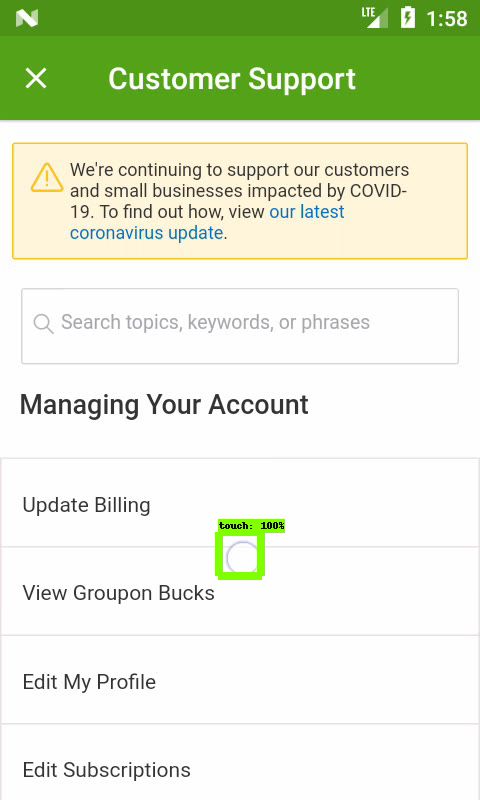 LTE 1:58
Customer Support
We're continuing to support our customers
and small businesses impacted by COVID-
19. To find out how, view our latest
coronavirus update.
Search topics, keywords, or phrases
Managing Your Account
Update Billing
touch: 100%
View Groupon Bucks
Edit My Profile
Edit Subscriptions